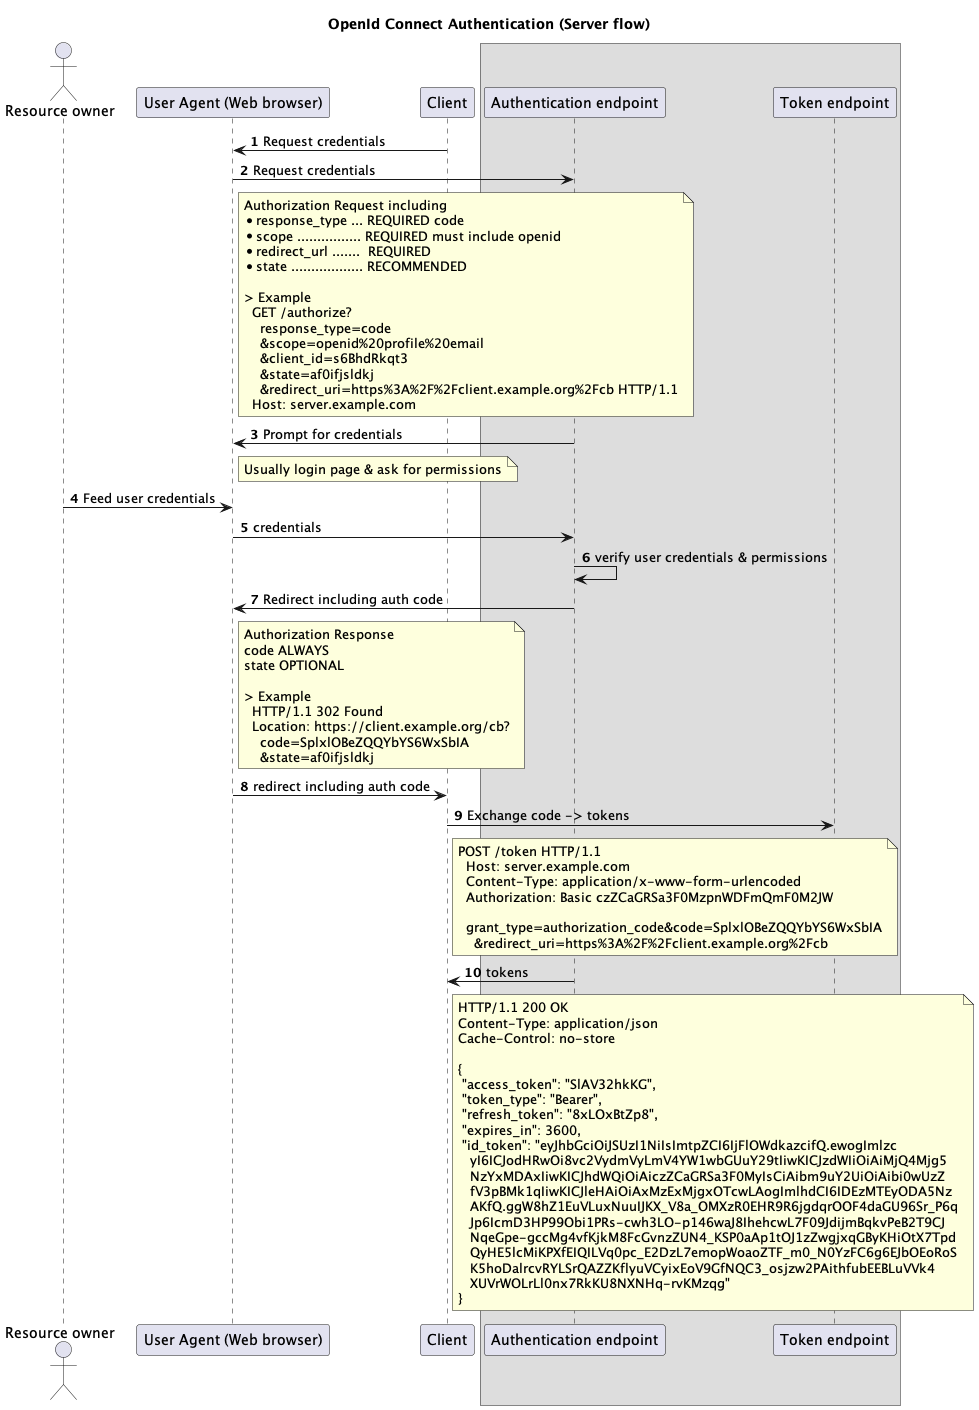 OpenId Connect Authentication (Server flow)
Resource owner
User Agent (Web browser)
Client
Authentication endpoint
Token endpoint
1 Request credentials
2 Request credentials
Authorization Request including
• response_type ... REQUIRED code
• scope ................ REQUIRED must include openid
• redirect_url ....... REQUIRED
• state .................. RECOMMENDED
> Example
GET /authorize?
response_type=code
&scope=openid%20profile%20email
&client_id=s6BhdRkqt3
&state=af0ifjsldkj
&redirect_uri=https%3A%2F%2Fclient.example.org%2Fcb HTTP/1.1
Host: server.example.com
3 Prompt for credentials
Usually login page & ask for permissions
4 Feed user credentials
5 credentials
6 verify user credentials & permissions
7 Redirect including auth code
Authorization Response
code ALWAYS
state OPTIONAL
> Example
HTTP/1.1 302 Found
Location: https://client.example.org/cb?
code=SplxlOBeZQQYbYS6WxSbIA
&state=af0ifjsldkj
8 redirect including auth code
9 Exchange code -> tokens
POST /token HTTP/1.1
Host: server.example.com
Content-Type: application/x-www-form-urlencoded
Authorization: Basic czZCaGRSa3F0MzpnWDFmQmF0M2JW
grant_type=authorization_code&code=SplxlOBeZQQYbYS6WxSbIA
&redirect_uri=https%3A%2F%2Fclient.example.org%2Fcb
10 tokens
HTTP/1.1 200 OK
Content-Type: application/json
Cache-Control: no-store
{
"access_token": "SlAV32hkKG",
"token_type": "Bearer",
"refresh_token": "8xLOxBtZp8",
"expires_in": 3600,
"id_token": "eyJhbGciOiJSUzI1NiIsImtpZCI6IjFlOWdkazcifQ.ewogImlzc
yI6ICJodHRwOi8vc2VydmVyLmV4YW1wbGUuY29tIiwKICJzdWIiOiAiMjQ4Mjg5
NzYxMDAxIiwKICJhdWQiOiAiczZCaGRSa3F0MyIsCiAibm9uY2UiOiAibi0wUzZ
fV3pBMk1qIiwKICJleHAiOiAxMzExMjgxOTcwLAogImlhdCI6IDEzMTEyODA5Nz
AKfQ.ggW8hZ1EuVLuxNuuIJKX_V8a_OMXzR0EHR9R6jgdqrOOF4daGU96Sr_P6q
Jp6IcmD3HP99Obi1PRs-cwh3LO-p146waJ8IhehcwL7F09JdijmBqkvPeB2T9CJ
NqeGpe-gccMg4vfKjkM8FcGvnzZUN4_KSP0aAp1tOJ1zZwgjxqGByKHiOtX7Tpd
QyHE5lcMiKPXfEIQILVq0pc_E2DzL7emopWoaoZTF_m0_N0YzFC6g6EJbOEoRoS
K5hoDalrcvRYLSrQAZZKflyuVCyixEoV9GfNQC3_osjzw2PAithfubEEBLuVVk4
XUVrWOLrLl0nx7RkKU8NXNHq-rvKMzqg"
}
Resource owner
User Agent (Web browser)
Client
Authentication endpoint
Token endpoint